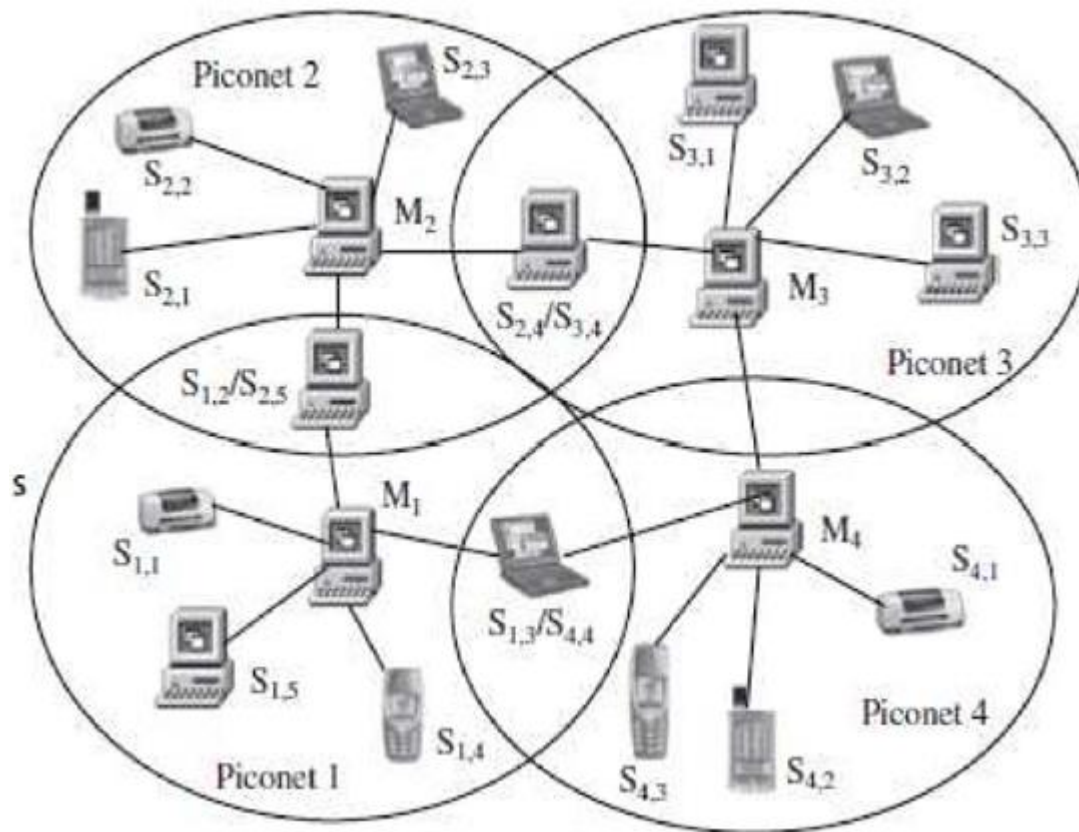 Piconet 2
S2,3
S2,2
S2,1
M2
S3,1
S3,2
S3,3
M3
S2,4/S3,4
Piconet 3
S1,2/S2,5
s
M1
S1,1
S1,5
S1,4
Piconet 1
S1,3/S4,4
M4
S4,1
S4,3
S4,2
Piconet 4